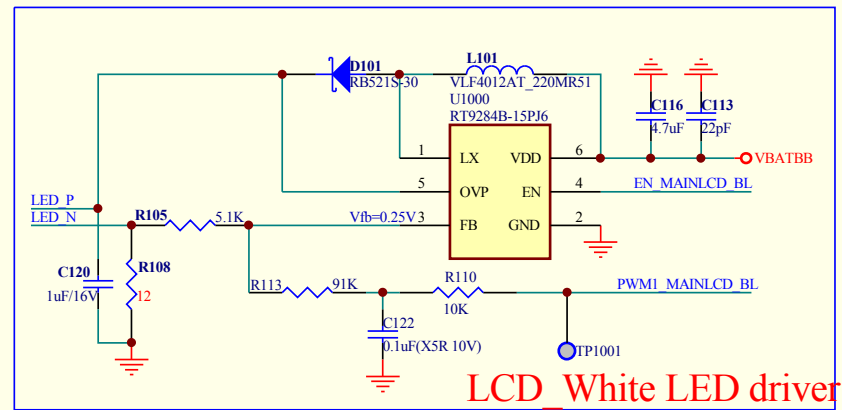 D101
RB521S-30
L101
VLF4012AT_220MR51
U1000
RT9284B-15PJ6
C116
4.7uF
C113
22pF
1
LX
VDD
6
VBATBB
5
OVP
EN
4
EN_MAINLCD_BL
LED_P
LED_N
R105
5.1K
Vfb=0.25V
3
FB
GND
2
C120
1uF/16V
R108
12
R113
91K
R110
10K
PWM1_MAINLCD_BL
C122
0.1uF(X5R 10V)
TP1001
LCD_White LED driver